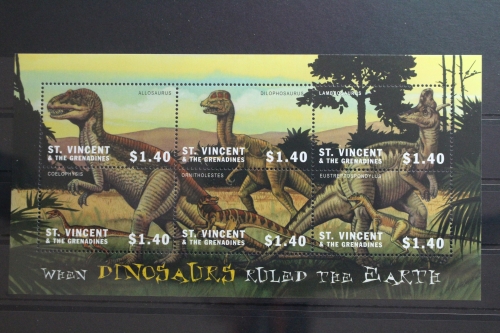 ALLOSAURUS
ST. VINCENT
& THE GRENADINES $1.40
DILOPHOSAURUS
ST. VINCENT
& THE GRENADINES $1.40
LAMBEOSAURUS
ST. VINCENT
& THE GRENADINES $1.40
COELOPHYSIS
ST. VINCENT
& THE GRENADINES $1.40
ORNITHOLESTES
ST. VINCENT
& THE GRENADINES $1.40
EUSTREPTOSPONDYLUS
ST. VINCENT
& THE GRENADINES $1.40
WHEN DINOSAURS RULED THE EARTH